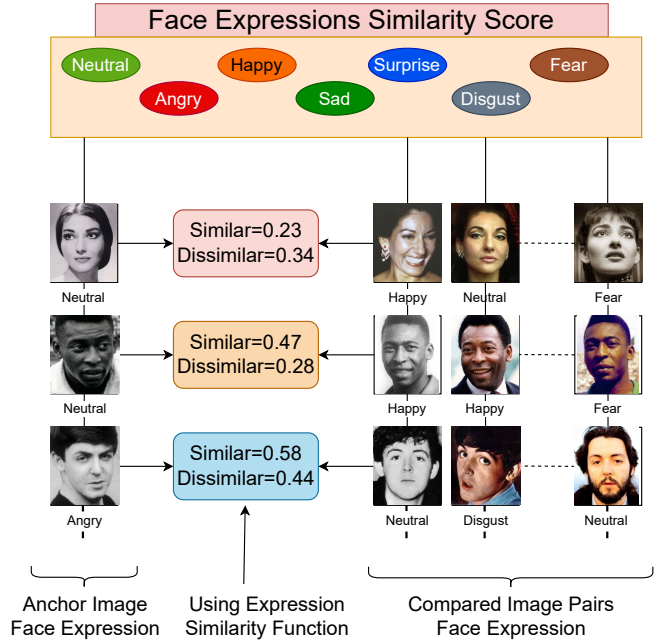 Face Expressions Similarity Score
Neutral
Happy
Surprise
Fear
Angry
Sad
Disgust
Similar=0.23
Dissimilar=0.34
Neutral
Happy
Neutral
Fear
Similar=0.47
Dissimilar=0.28
Neutral
Happy
Happy
Fear
Similar=0.58
Dissimilar=0.44
Angry
Neutral
Disgust
Neutral
Anchor Image
Face Expression
Using Expression
Similarity Function
Compared Image Pairs
Face Expression